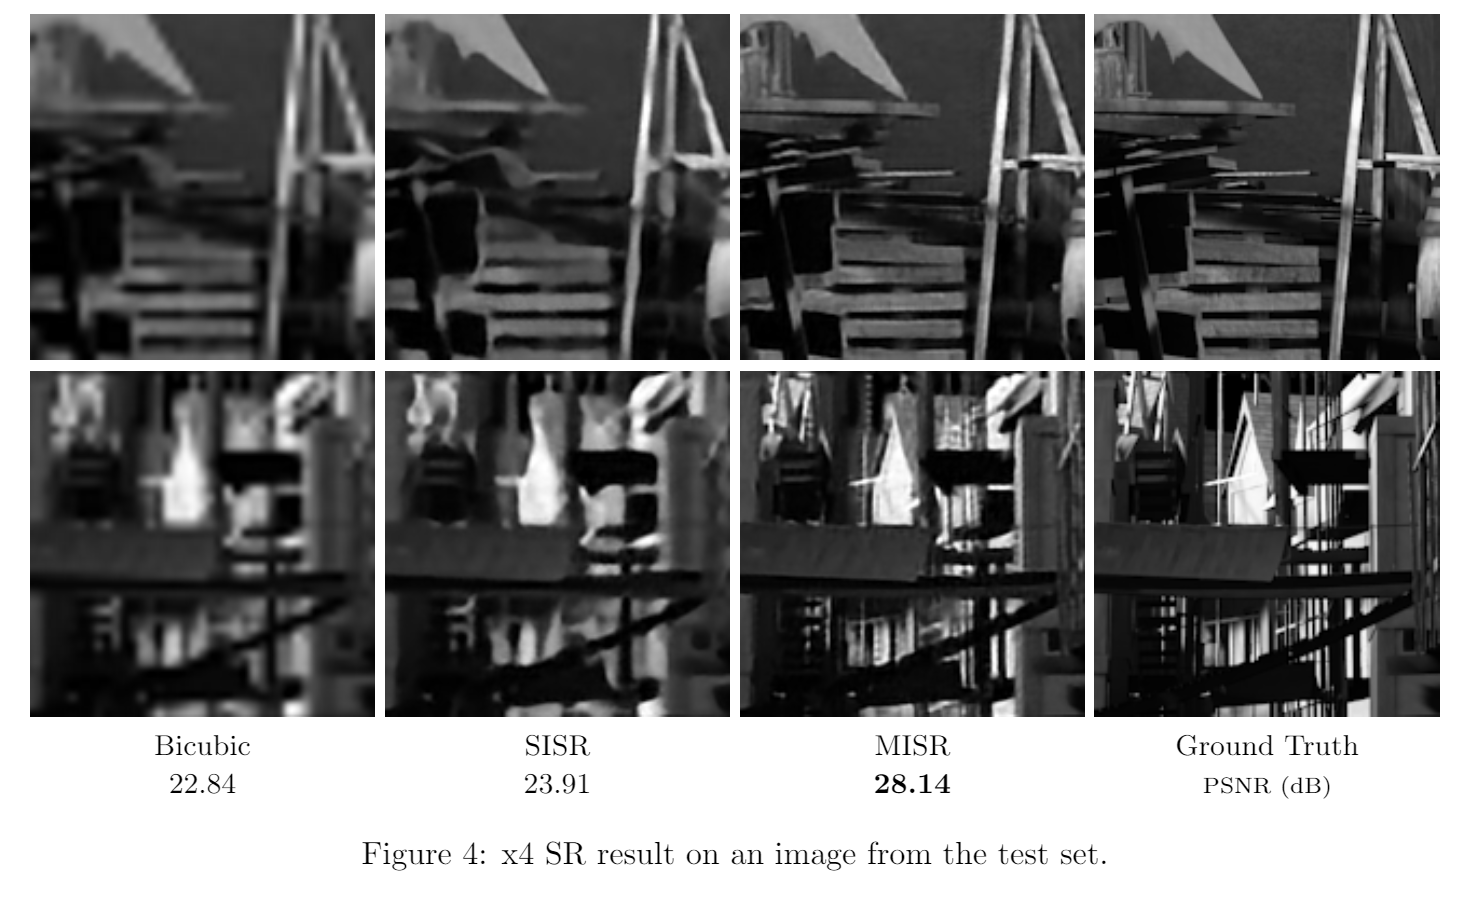 Bicubic SISR MISR Ground Truth
22.84 23.91 28.14 PSNR (dB)
Figure 4: x4 SR result on an image from the test set.